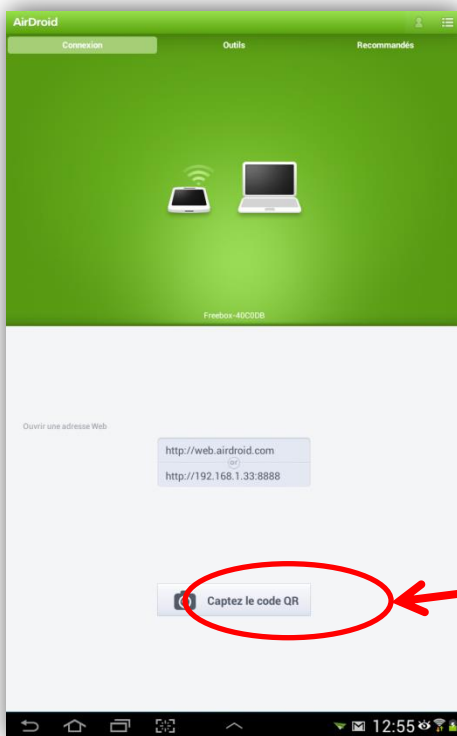 AirDroid
Connexion Outils Recommandés
Freebox-40C0DB
Ouvrir une adresse Web
http://web.airdroid.com
or
http://192.168.1.33:8888
Captez le code QR
12:55